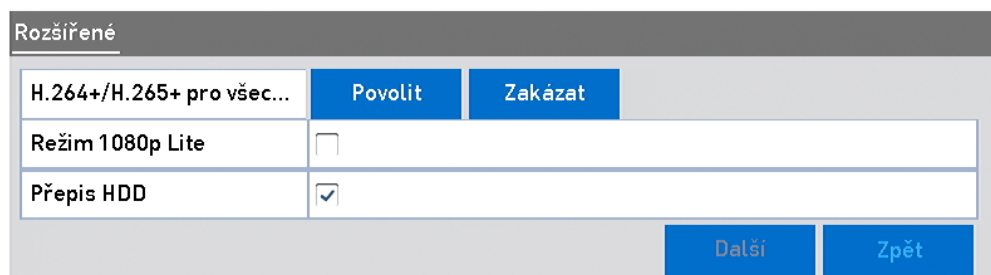 Rozšířené
H.264+/H.265+ pro všec... Povolit Zakázat
Režim 1080p Lite
Přepis HDD
Další Zpět